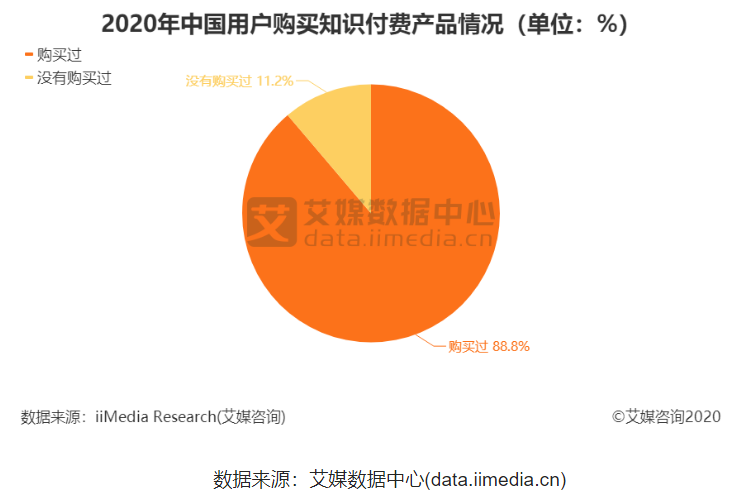 2020年中国用户购买知识付费产品情况（单位：%）
购买过
没有购买过
没有购买过 11.2%
艾 艾媒数据中心
data.iimedia.cn
购买过 88.8%
数据来源：iiMedia Research(艾媒咨询)
©艾媒咨询2020
数据来源：艾媒数据中心(data.iimedia.cn)